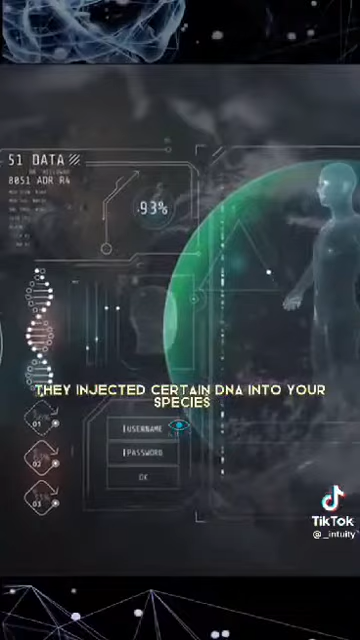 S1 DATA
8051 ADR R4
93%
THEY INJECTED CERTAIN DNA INTO YOUR
SPECIES
USERNAME
01
PASSWORD
02
OK
03
TikTok
@_intuity